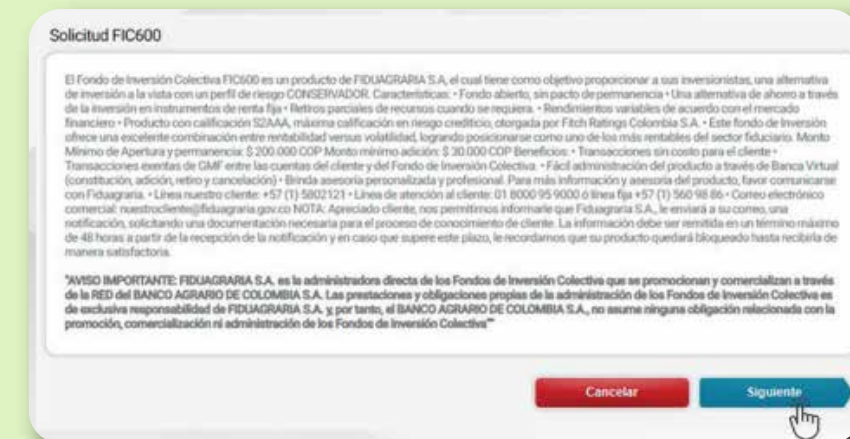 Solicitud FIC600
El Fondo de Inversión Colectiva FIC600 es un producto de FIDUAGRARIA S.A, el cual tiene como objetivo proporcionar a sus inversionistas, una alternativa
de inversión a la vista con un perfil de riesgo CONSERVADOR. Características: • Fondo abierto, sin pacto de permanencia • Una alternativa de ahorro a través
de la inversión en instrumentos de renta fija • Retiros parciales de recursos cuando se requiera. • Rendimientos variables de acuerdo con el mercado
financiero • Producto con calificación S2AAA, máxima calificación en riesgo crediticio, otorgada por Fitch Ratings Colombia S.A. • Este fondo de Inversión
ofrece una excelente combinación entre rentabilidad versus volatilidad, logrando posicionarse como uno de los más rentables del sector fiduciario. Monto
Mínimo de Apertura y permanencia: $ 200.000 COP Monto mínimo adición: $ 30.000 COP Beneficios: • Transacciones sin costo para el cliente •
Transacciones exentas de GMF entre las cuentas del cliente y del Fondo de Inversión Colectiva. • Fácil administración del producto a través de Banca Virtual
(constitución, adición, retiro y cancelación) • Brinda asesoría personalizada y profesional. Para más información y asesoría del producto, favor comunicarse
con Fiduagraria. • Línea nuestro cliente: +57 (1) 5802121 • Línea de atención al cliente: 01 8000 95 9000 ó línea fija +57 (1) 560 98 86 • Correo electrónico
comercial: nuestrocliente@fiduagraria.gov.co NOTA: Apreciado cliente, nos permitimos informarle que Fiduagraria S.A., le enviará a su correo, una
notificación, solicitando una documentación necesaria para el proceso de conocimiento de cliente. La información debe ser remitida en un término máximo
de 48 horas a partir de la recepción de la notificación y en caso que supere este plazo, le recordamos que su producto quedará bloqueado hasta recibirla de
manera satisfactoria.
"AVISO IMPORTANTE: FIDUAGRARIA S.A. es la administradora directa de los Fondos de Inversión Colectiva que se promocionan y comercializan a través
de la RED del BANCO AGRARIO DE COLOMBIA S.A. Las prestaciones y obligaciones propias de la administración de los Fondos de Inversión Colectiva es
de exclusiva responsabilidad de FIDUAGRARIA S.A. y, por tanto, el BANCO AGRARIO DE COLOMBIA S.A., no asume ninguna obligación relacionada con la
promoción, comercialización ni administración de los Fondos de Inversión Colectiva""
Cancelar
Siguiente